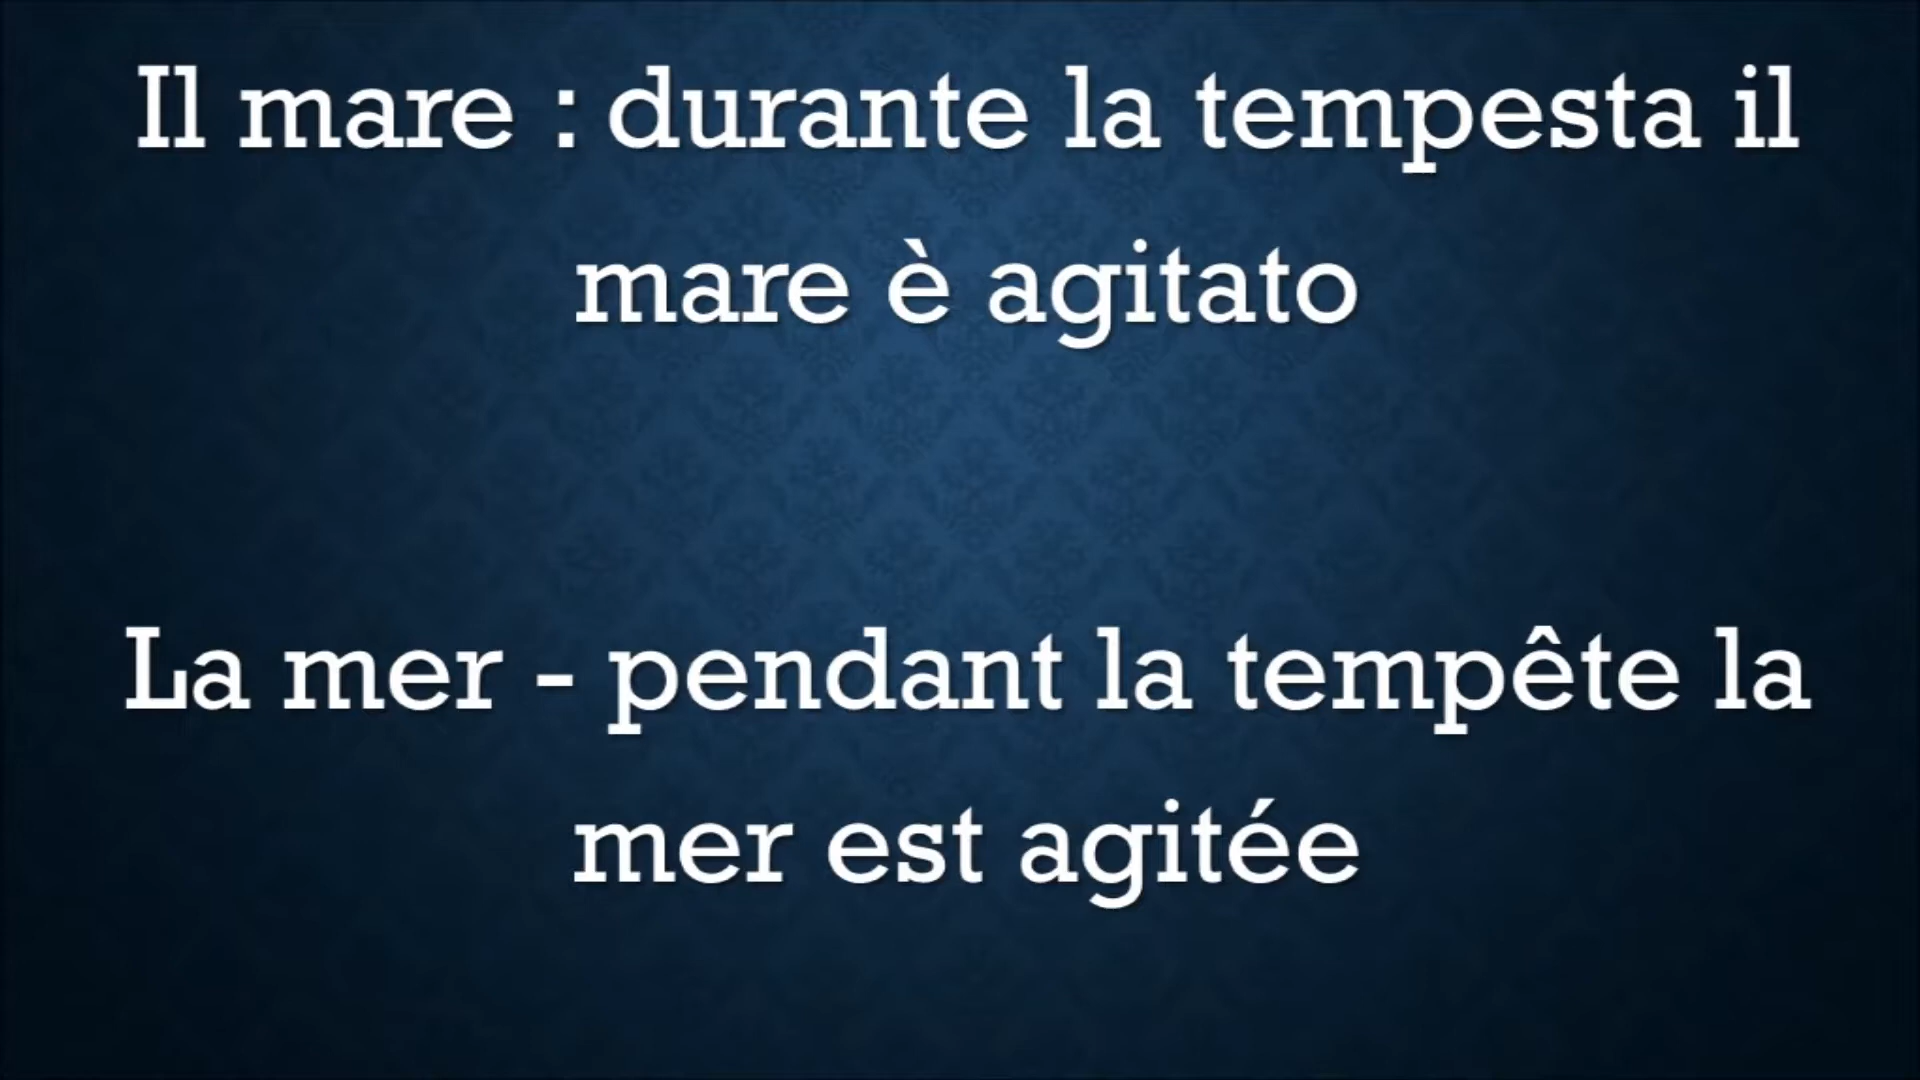 Il mare : durante la tempesta il
mare è agitato
La mer - pendant la tempête la
mer est agitée